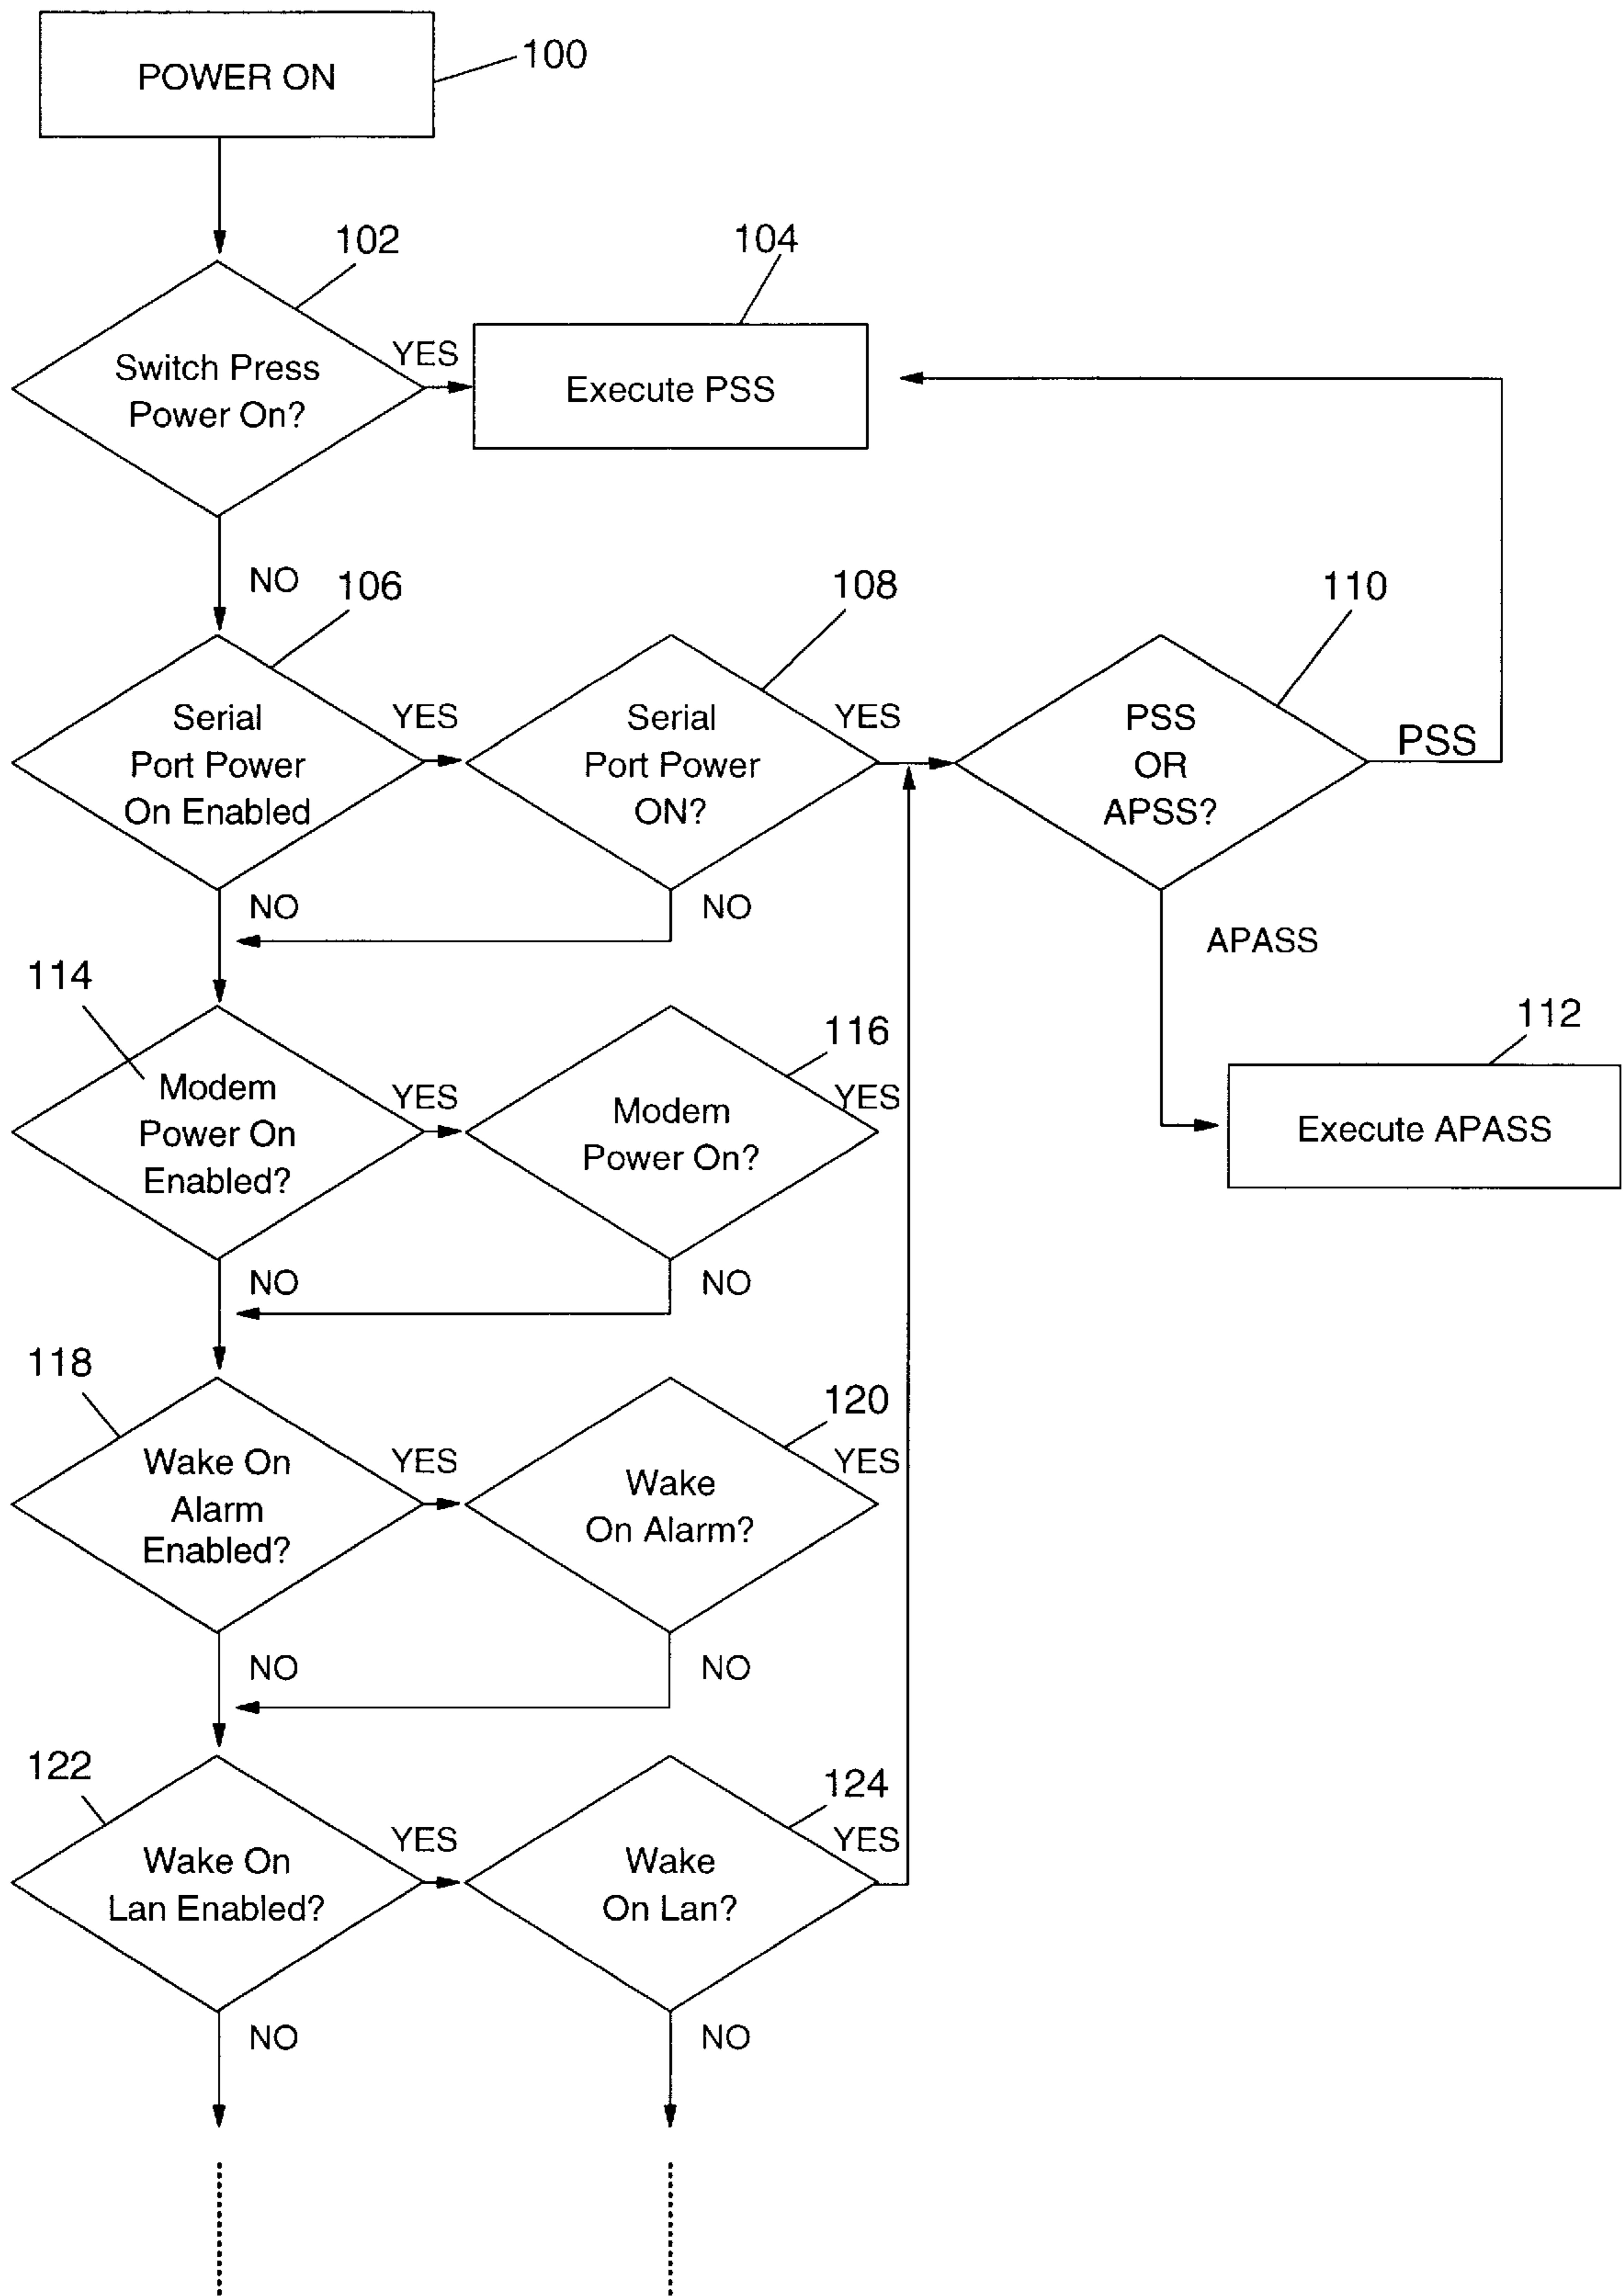 POWER ON
100
102
104
Switch Press
Power On?
YES
Execute PSS
NO
106
108
110
Serial
Port Power
On Enabled
YES
Serial
Port Power
ON?
YES
PSS
OR
APSS?
PSS
NO
NO
APASS
112
Execute APASS
114
116
Modem
Power On
Enabled?
YES
Modem
Power On?
YES
NO
NO
118
120
Wake On
Alarm
Enabled?
YES
Wake
On Alarm?
YES
NO
NO
122
124
Wake On
Lan Enabled?
YES
Wake
On Lan?
YES
NO
NO